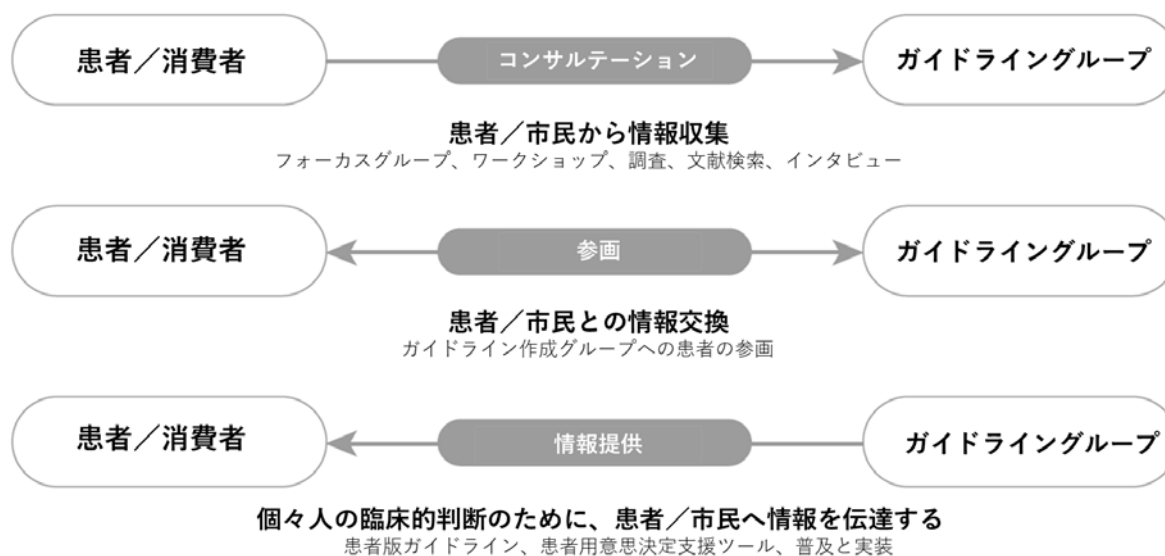 患者／消費者 コンサルテーション ガイドライングループ
患者／市民から情報収集
フォーカスグループ、ワークショップ、調査、文献検索、インタビュー
患者／消費者 参画 ガイドライングループ
患者／市民との情報交換
ガイドライン作成グループへの患者の参画
患者／消費者 情報提供 ガイドライングループ
個々人の臨床的判断のために、患者／市民へ情報を伝達する
患者版ガイドライン、患者用意思決定支援ツール、普及と実装